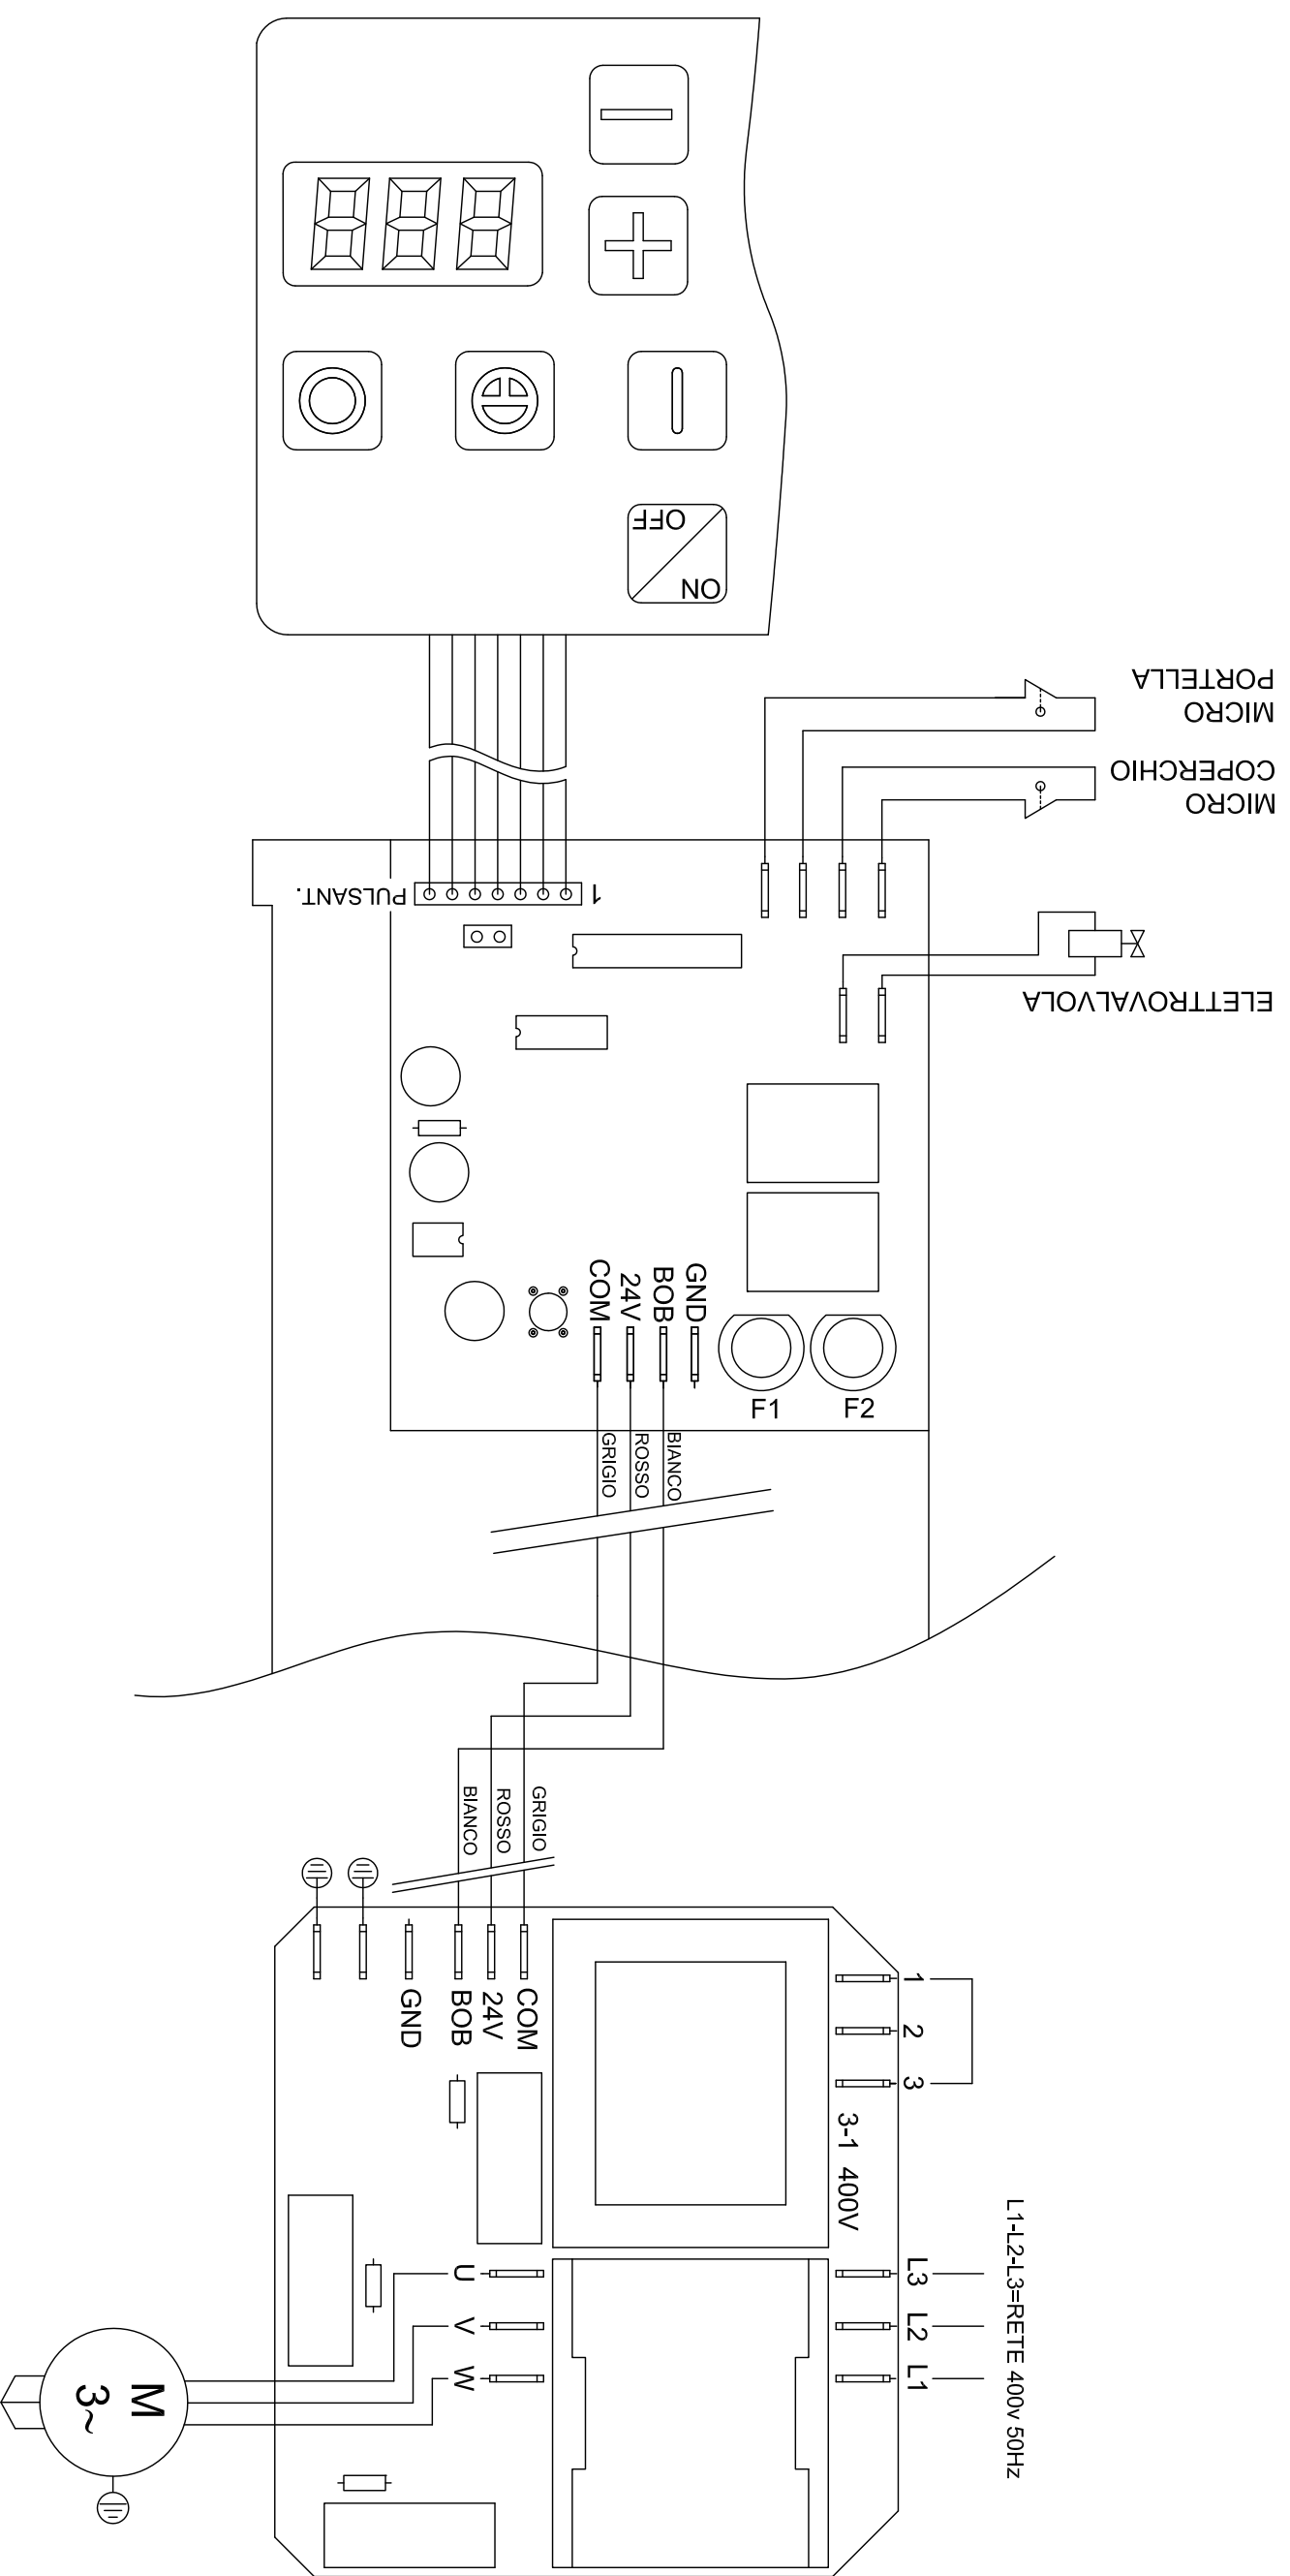 OFF
ON
MICRO
PORTELLA
MICRO
COPERCHIO
PULSANT.
1
ELETTROVALVOLA
COM
24V
BOB
GND
F1
F2
GRIGIO
ROSSO
BIANCO
BIANCO
ROSSO
GRIGIO
GND
BOB
24V
COM
1
2
3
3-1 400V
L1-L2-L3=RETE 400v 50Hz
L3
L2
L1
U
V
W
M
3~